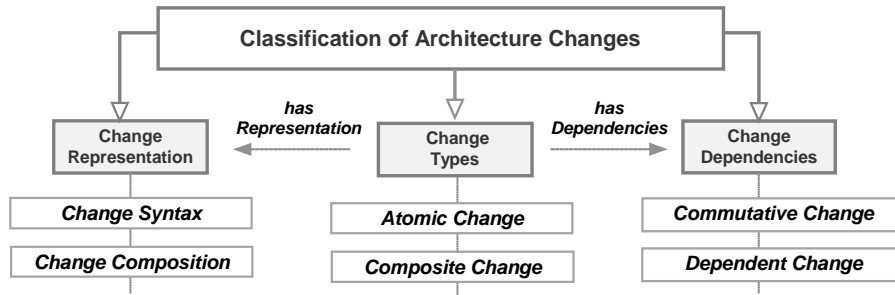 Classification of Architecture Changes
has
Representation
has
Dependencies
Change
Representation
Change
Types
Change
Dependencies
Change Syntax
Atomic Change
Commutative Change
Change Composition
Composite Change
Dependent Change